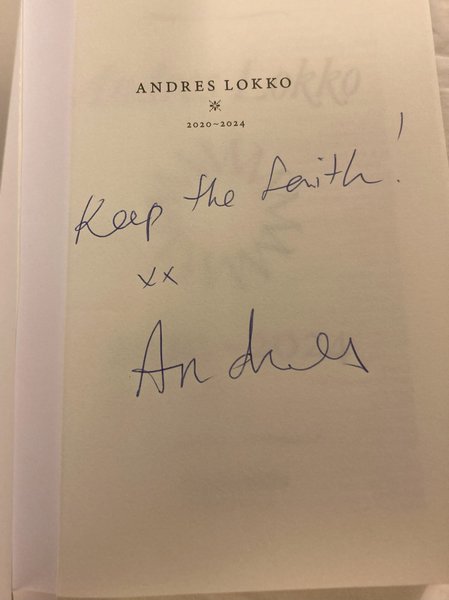 ANDRES LOKKO
2020~2024
Keep the faith!
xx
Andres